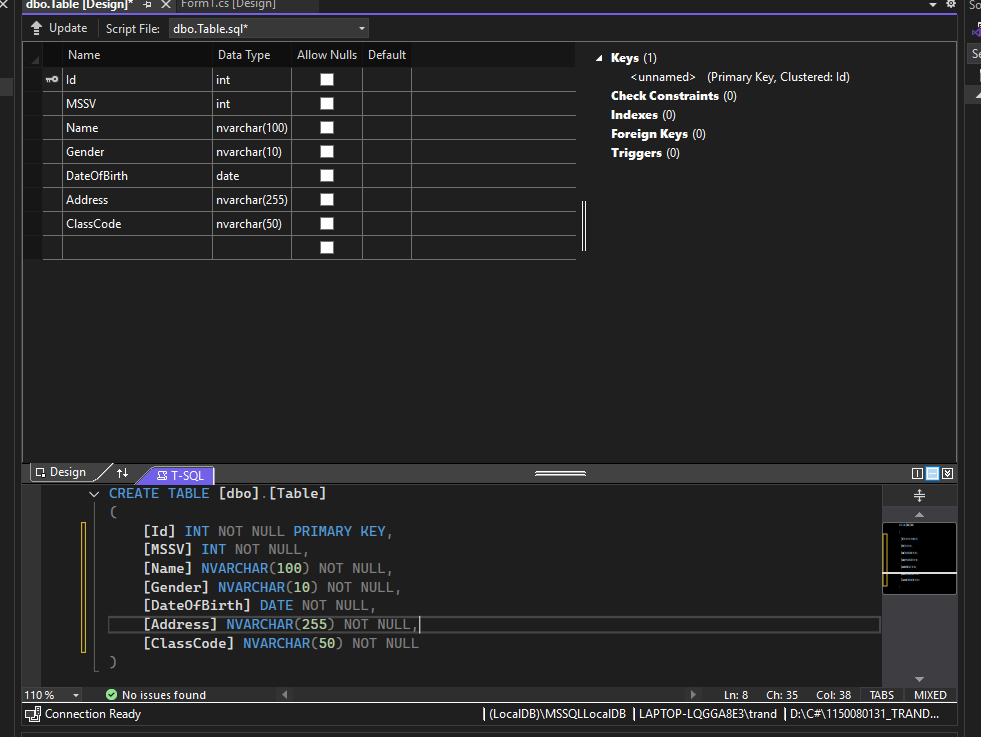 dbo.Table [Design]* Form1.cs [Design]
Update Script File: dbo.Table.sql*
Name Data Type Allow Nulls Default
Id int
MSSV int
Name nvarchar(100)
Gender nvarchar(10)
DateOfBirth date
Address nvarchar(255)
ClassCode nvarchar(50)
Keys (1)
<unnamed> (Primary Key, Clustered: Id)
Check Constraints (0)
Indexes (0)
Foreign Keys (0)
Triggers (0)
Design T-SQL
CREATE TABLE [dbo].[Table]
(
[Id] INT NOT NULL PRIMARY KEY,
[MSSV] INT NOT NULL,
[Name] NVARCHAR(100) NOT NULL,
[Gender] NVARCHAR(10) NOT NULL,
[DateOfBirth] DATE NOT NULL,
[Address] NVARCHAR(255) NOT NULL,
[ClassCode] NVARCHAR(50) NOT NULL
)
110 % No issues found Ln: 8 Ch: 35 Col: 38 TABS MIXED
Connection Ready (LocalDB)\MSSQLLocalDB LAPTOP-LQGGA8E3\trand D:\C#\1150080131_TRAND...